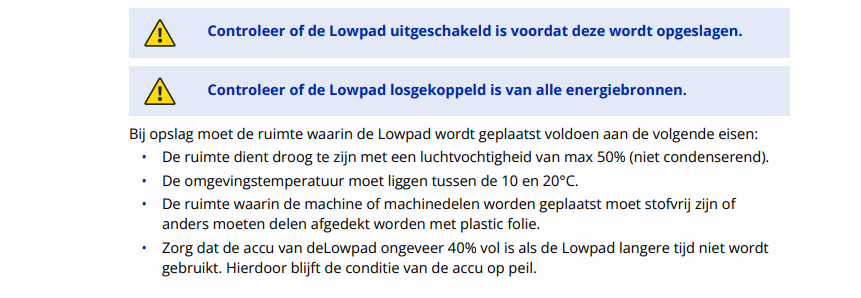 Controleer of de Lowpad uitgeschakeld is voordat deze wordt opgeslagen.
Controleer of de Lowpad losgekoppeld is van alle energiebronnen.
Bij opslag moet de ruimte waarin de Lowpad wordt geplaatst voldoen aan de volgende eisen:
• De ruimte dient droog te zijn met een luchtvochtigheid van max 50% (niet condenserend).
• De omgevingstemperatuur moet liggen tussen de 10 en 20°C.
• De ruimte waarin de machine of machinedelen worden geplaatst moet stofvrij zijn of
anders moeten delen afgedekt worden met plastic folie.
• Zorg dat de accu van deLowpad ongeveer 40% vol is als de Lowpad langere tijd niet wordt
gebruikt. Hierdoor blijft de conditie van de accu op peil.